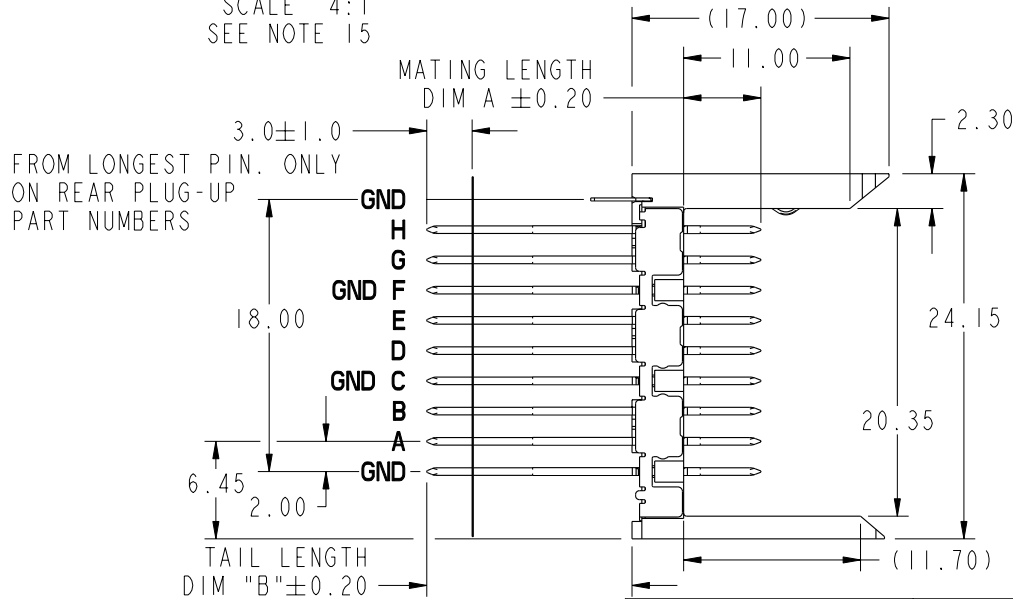 SCALE 4:1
SEE NOTE 15
(17.00)
11.00
MATING LENGTH
DIM A ±0.20
3.0±1.0
2.30
FROM LONGEST PIN. ONLY
ON REAR PLUG-UP
PART NUMBERS
GND
H
G
GND F
E
D
GND C
B
A
GND
18.00
24.15
20.35
6.45
2.00
TAIL LENGTH
DIM "B"±0.20
(11.70)